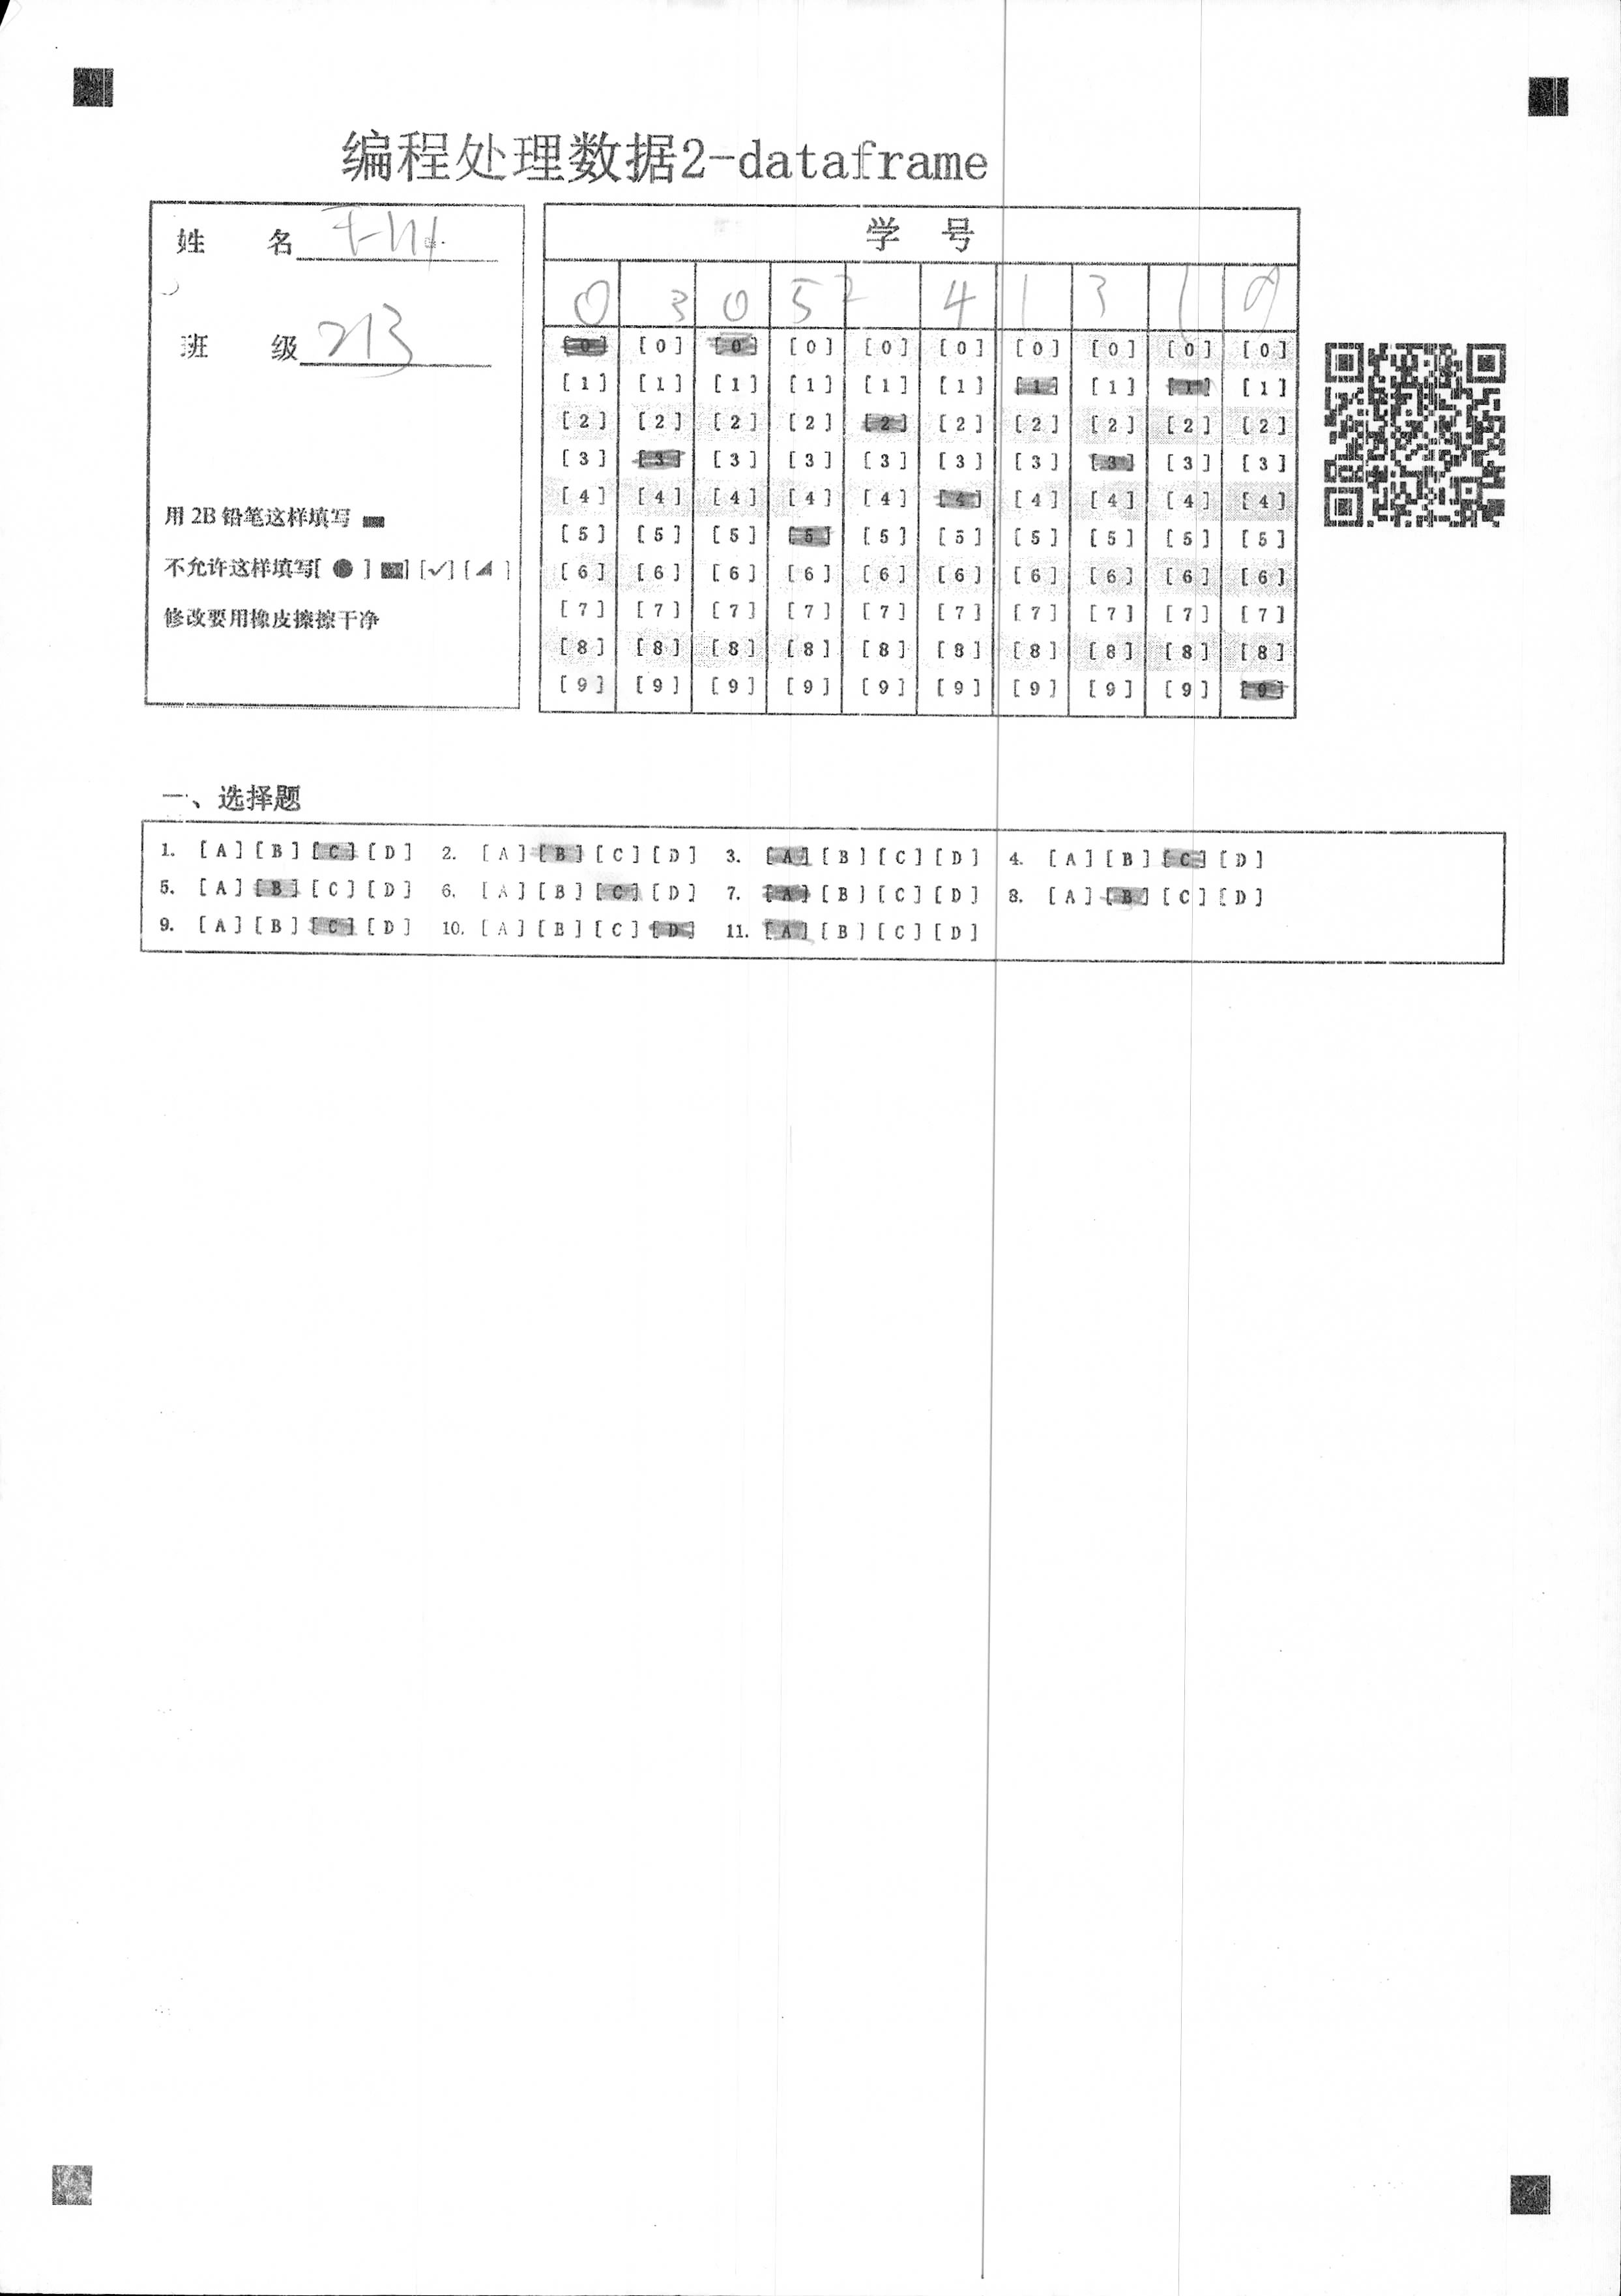 编程处理数据2-dataframe
姓 名
班 级 213
用 2B 铅笔这样填写
不允许这样填写[ ● ] [■] [✓] [◢ ]
修改要用橡皮擦擦干净
学 号
0 3 0 5 2 4 1 3 1 9
[0] [0] [0] [0] [0] [0] [0] [0] [0] [0]
[1] [1] [1] [1] [1] [1] [1] [1] [1] [1]
[2] [2] [2] [2] [2] [2] [2] [2] [2] [2]
[3] [3] [3] [3] [3] [3] [3] [3] [3] [3]
[4] [4] [4] [4] [4] [4] [4] [4] [4] [4]
[5] [5] [5] [5] [5] [5] [5] [5] [5] [5]
[6] [6] [6] [6] [6] [6] [6] [6] [6] [6]
[7] [7] [7] [7] [7] [7] [7] [7] [7] [7]
[8] [8] [8] [8] [8] [8] [8] [8] [8] [8]
[9] [9] [9] [9] [9] [9] [9] [9] [9] [9]
一、选择题
1. [A] [B] [C] [D] 2. [A] [B] [C] [D] 3. [A] [B] [C] [D] 4. [A] [B] [C] [D]
5. [A] [B] [C] [D] 6. [A] [B] [C] [D] 7. [A] [B] [C] [D] 8. [A] [B] [C] [D]
9. [A] [B] [C] [D] 10. [A] [B] [C] [D] 11. [A] [B] [C] [D]